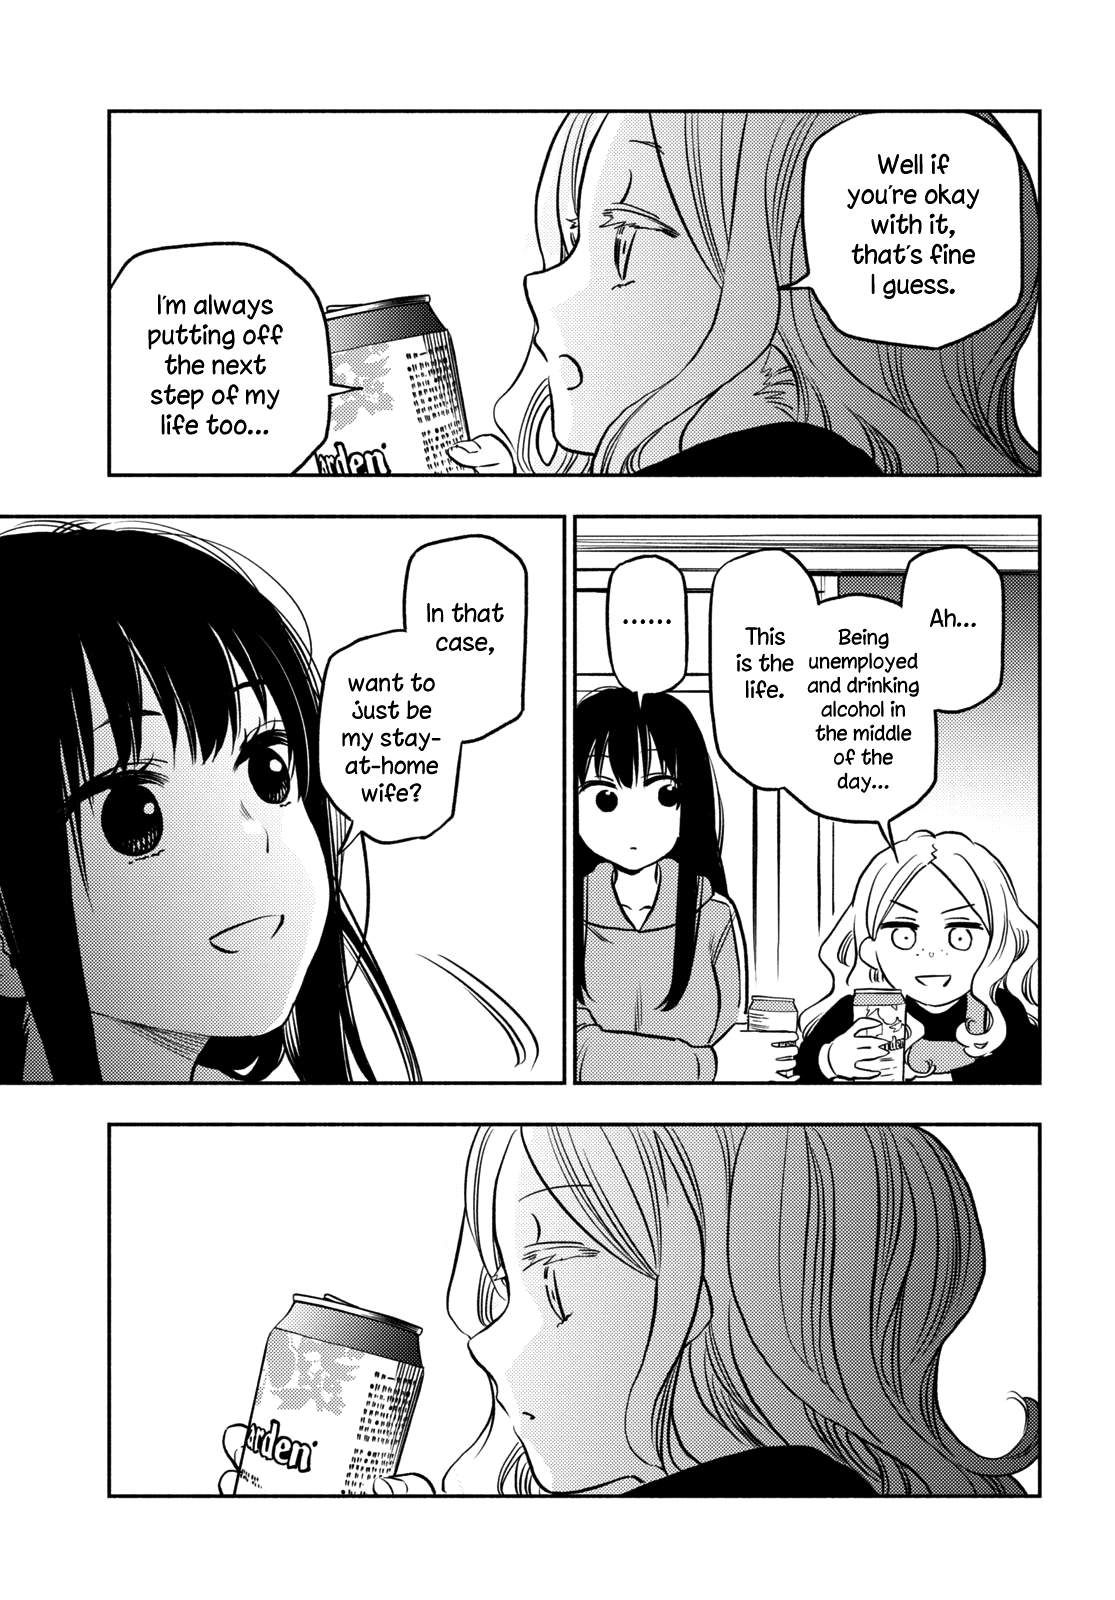 Well if
you're okay
with it,
that's fine
I guess.
I'm always
putting off
the next
step of my
life too...
arden
Ah...
Being
unemployed
and drinking
alcohol in
the middle
of the
day...
This
is the
life.
......
arden
In that
case,
want to
just be
my stay-
at-home
wife?
arden